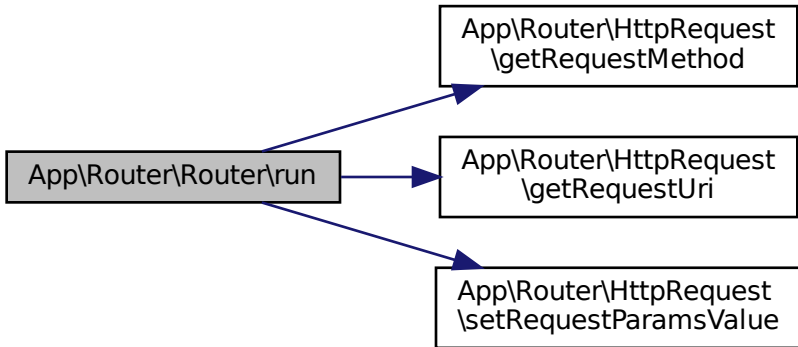 App\Router\HttpRequest
\getRequestMethod
App\Router\Router\run
App\Router\HttpRequest
\getRequestUri
App\Router\HttpRequest
\setRequestParamsValue